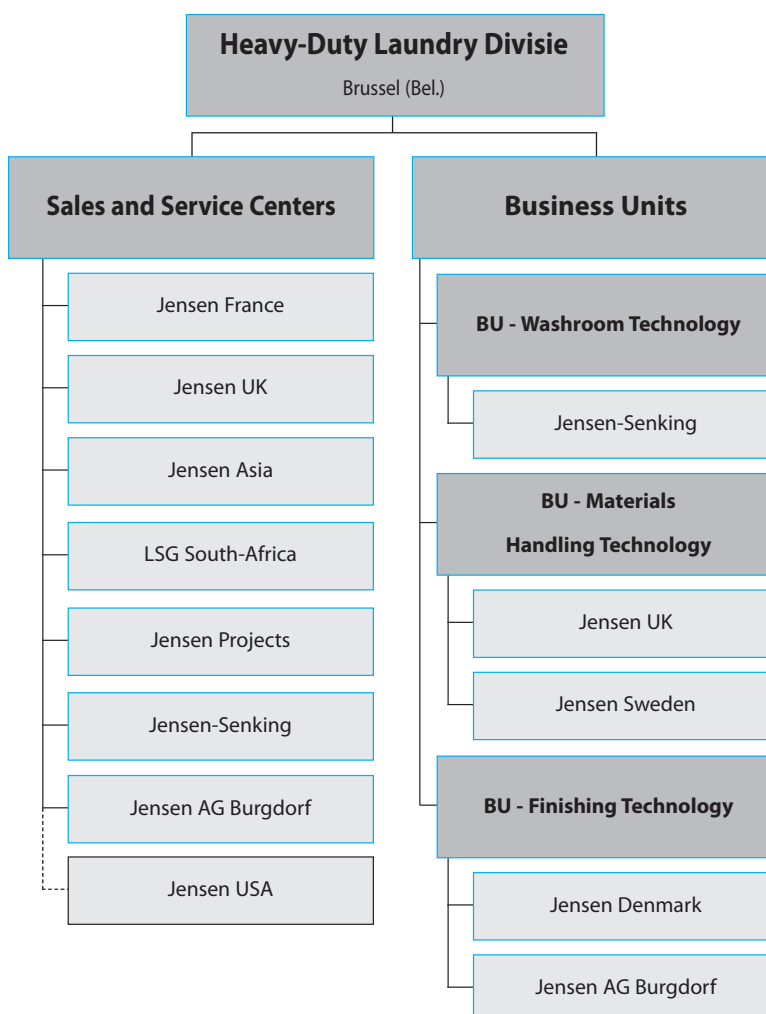 Heavy-Duty Laundry Divisie
Brussel (Bel.)
Sales and Service Centers
Jensen France
Jensen UK
Jensen Asia
LSG South-Africa
Jensen Projects
Jensen-Senking
Jensen AG Burgdorf
Jensen USA
Business Units
BU - Washroom Technology
Jensen-Senking
BU - Materials
Handling Technology
Jensen UK
Jensen Sweden
BU - Finishing Technology
Jensen Denmark
Jensen AG Burgdorf